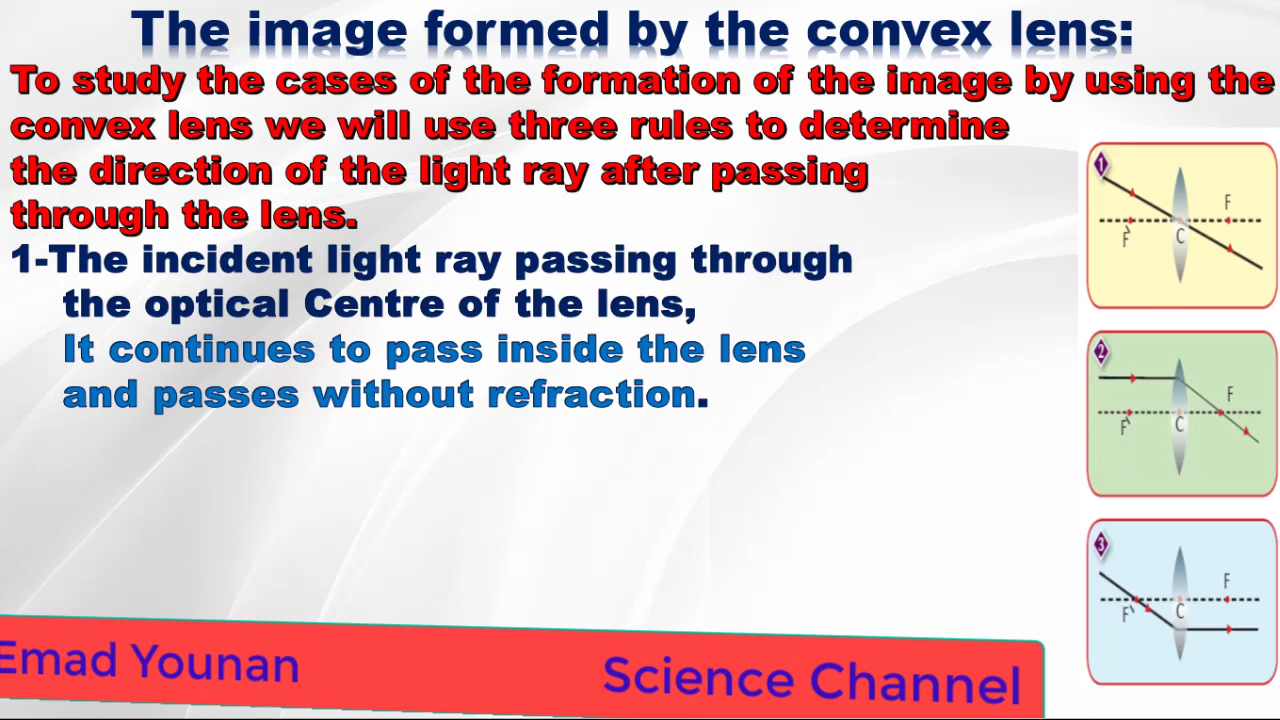 The image formed by the convex lens:
To study the cases of the formation of the image by using the
convex lens we will use three rules to determine
the direction of the light ray after passing
through the lens.
1-The incident light ray passing through
the optical Centre of the lens,
It continues to pass inside the lens
and passes without refraction.
1
F
F̀
C
2
F
F̀
C
3
F
F̀
C
Emad Younan
Science Channel